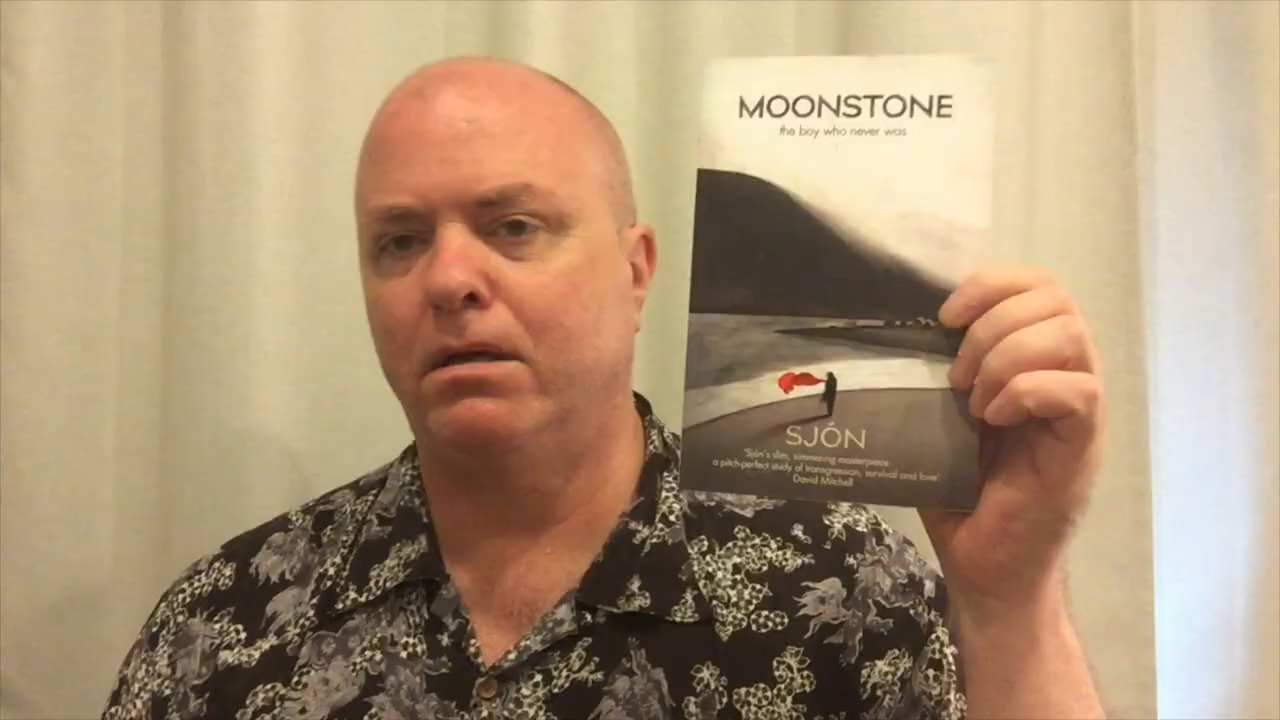 MOONSTONE
the boy who never was
SJÓN
'Sjón's slim, simmering masterpiece
a pitch-perfect study of transgression, survival and love'
David Mitchell